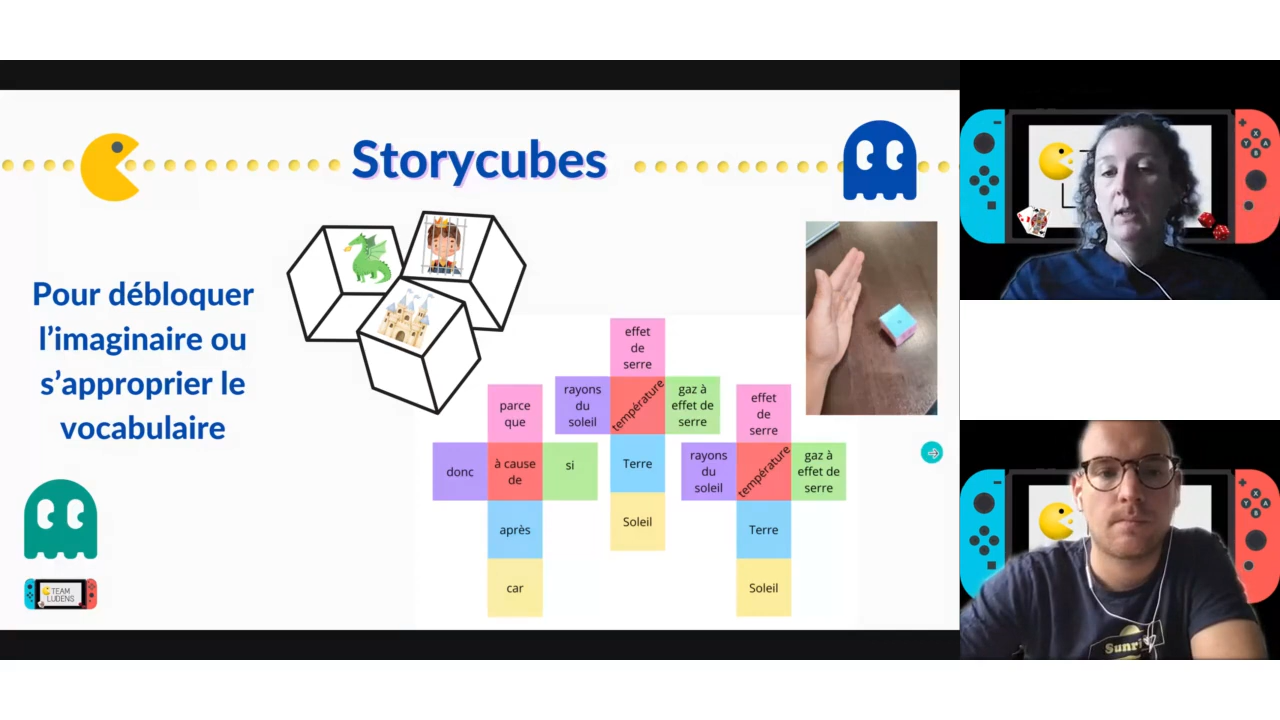 Storycubes
Pour débloquer
l'imaginaire ou
s'approprier le
vocabulaire
parce
que
donc
à cause
de
si
après
car
effet
de
serre
rayons
du
soleil
température
gaz à
effet de
serre
Terre
Soleil
effet
de
serre
rayons
du
soleil
température
gaz à
effet de
serre
Terre
Soleil
TEAM
LUDENS
X
Y
A
B
X
Y
A
B